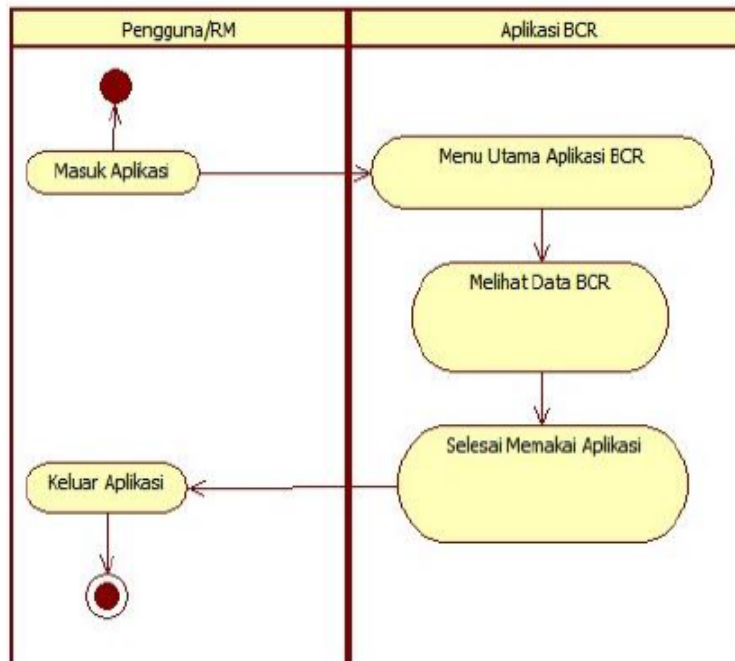 Pengguna/RM
Aplikasi BCR
Masuk Aplikasi
Menu Utama Aplikasi BCR
Melihat Data BCR
Selesai Memakai Aplikasi
Keluar Aplikasi